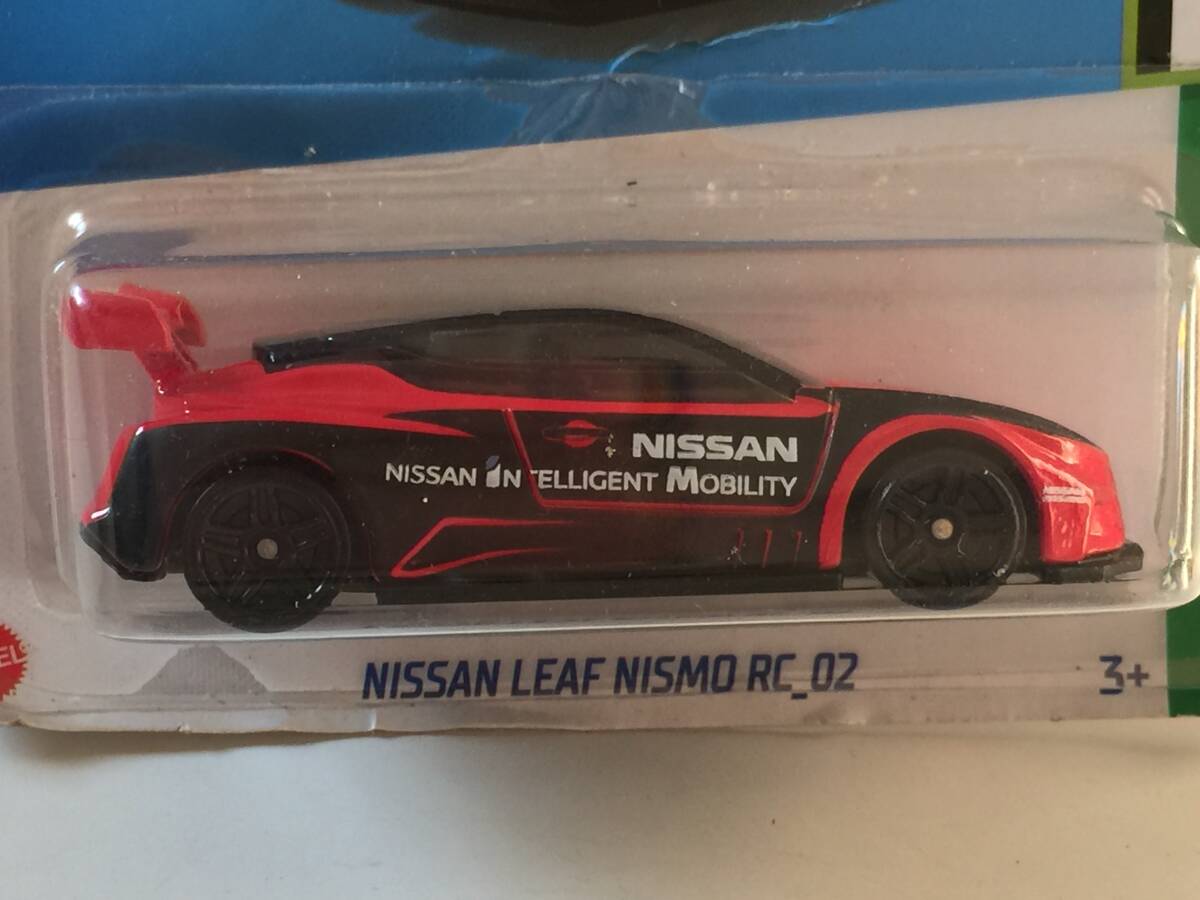 NISSAN
NISSAN iNTELLIGENT MOBILITY
NISSAN LEAF NISMO RC_02
3+